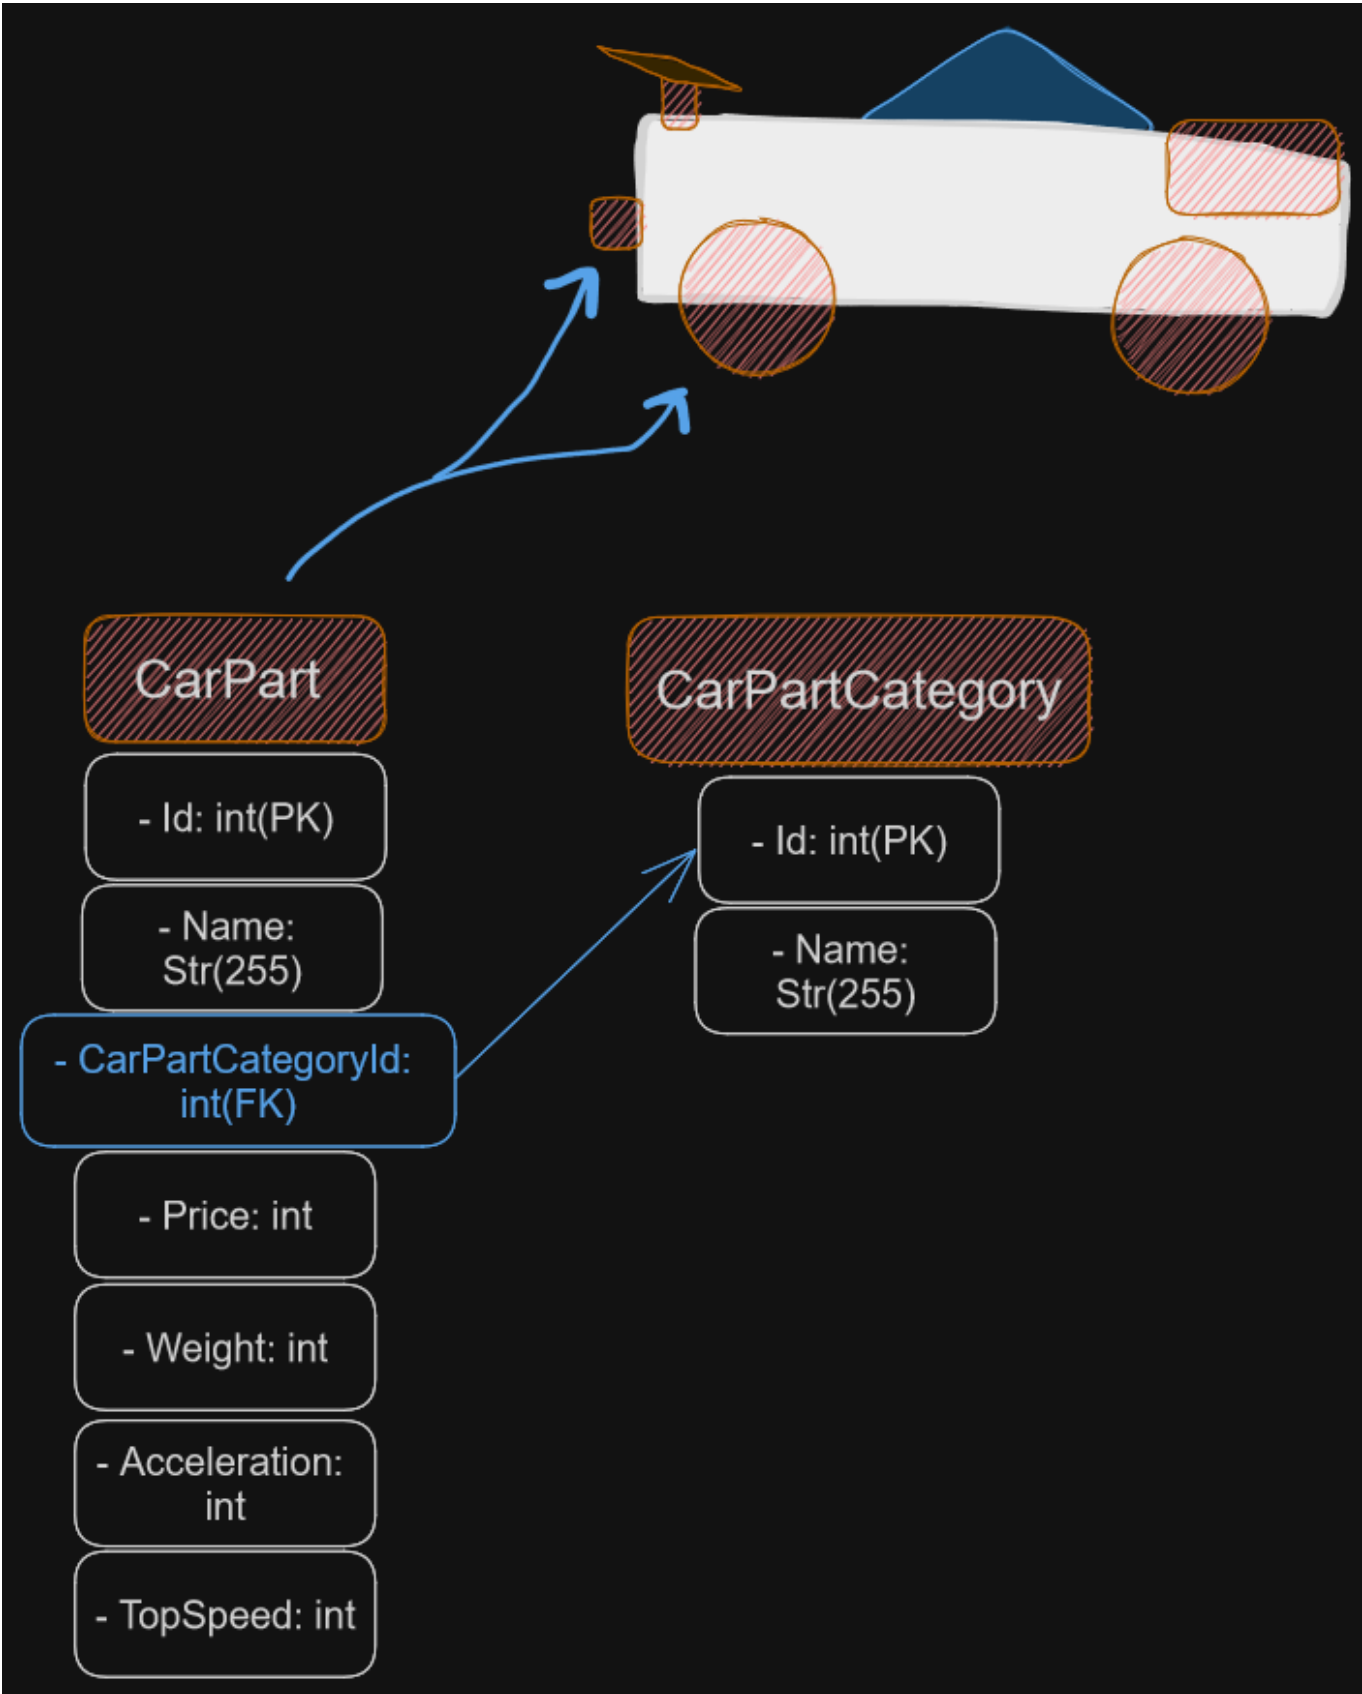 CarPart
- Id: int(PK)
- Name:
Str(255)
- CarPartCategoryId:
int(FK)
- Price: int
- Weight: int
- Acceleration:
int
- TopSpeed: int
CarPartCategory
- Id: int(PK)
- Name:
Str(255)